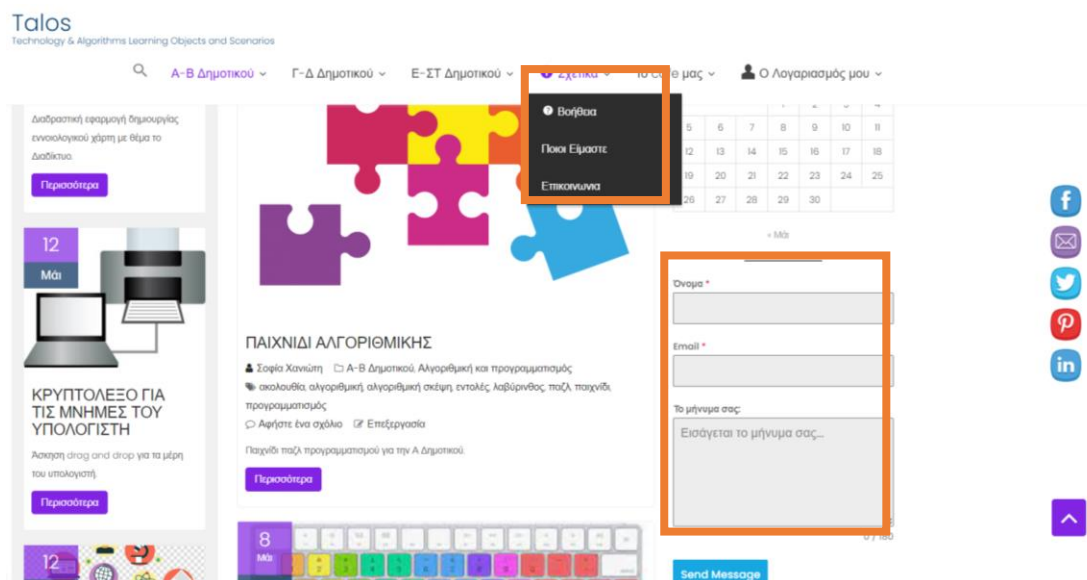 Talos
Technology & Algorithms Learning Objects and Scenarios
Α-Β Δημοτικού
Γ-Δ Δημοτικού
Ε-ΣΤ Δημοτικού
Σχετικά
μας
Ο Λογαριασμός μου
Βοήθεια
Ποιοι Είμαστε
Επικοινωνια
Διαδραστική εφαρμογή δημιουργίας
εννοιολογικού χάρτη με θέμα το
Διαδίκτυο.
Περισσότερα
12
Μάι
ΚΡΥΠΤΟΛΕΞΟ ΓΙΑ
ΤΙΣ ΜΝΗΜΕΣ ΤΟΥ
ΥΠΟΛΟΓΙΣΤΗ
Άσκηση drag and drop για τα μέρη
του υπολογιστή.
Περισσότερα
12
ΠΑΙΧΝΙΔΙ ΑΛΓΟΡΙΘΜΙΚΗΣ
Σοφία Χανιώτη Α-Β Δημοτικού, Αλγοριθμική και προγραμματισμός
ακολουθία, αλγοριθμική, αλγοριθμική σκέψη, εντολές, λαβύρινθος, παζλ, παιχνίδι,
προγραμματισμός
Αφήστε ένα σχόλιο Επεξεργασία
Παιχνίδι παζλ προγραμματισμού για την Α Δημοτικού.
Περισσότερα
8
Μάι
5 6 7 8 9 10 11
12 13 14 15 16 17 18
19 20 21 22 23 24 25
26 27 28 29 30
« Μάι
Όνομα *
Email *
Το μήνυμα σας:
Εισάγεται το μήνυμα σας...
0 / 180
Send Message